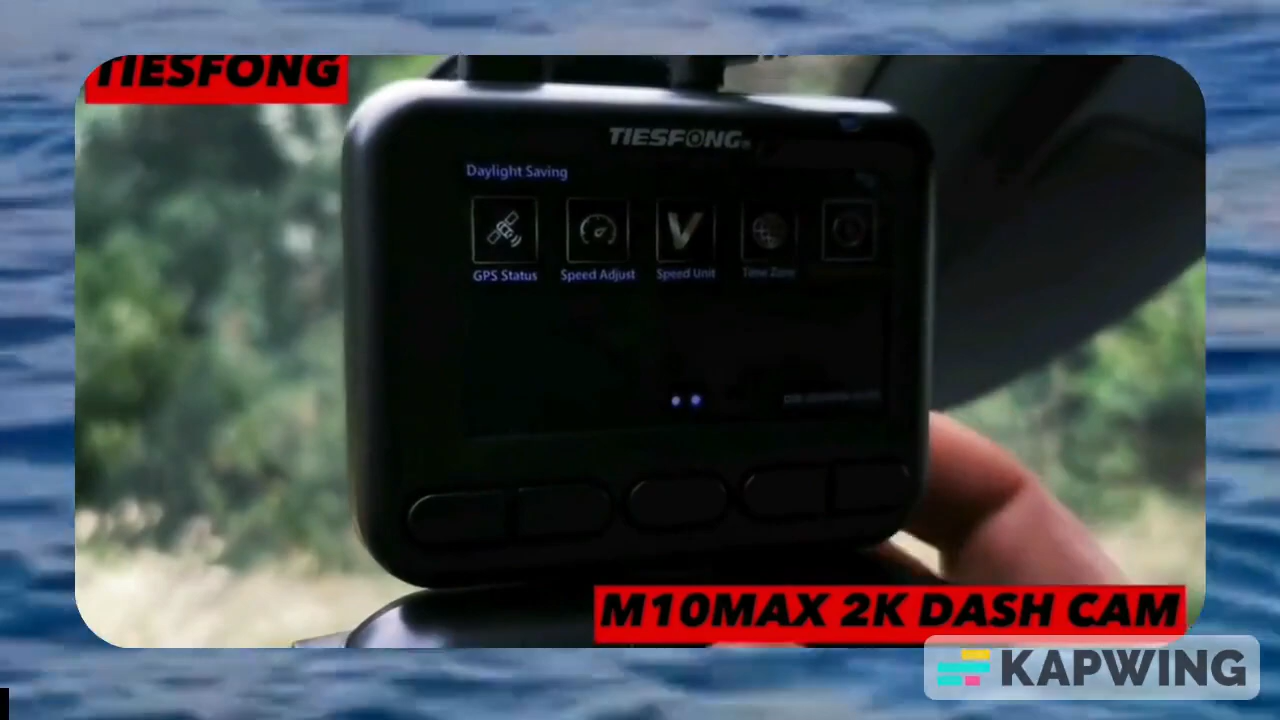 TIESFONG
TIESFONG
Daylight Saving
GPS Status
Speed Adjust
Speed Unit
Time Zone
M10MAX 2K DASH CAM
KAPWING